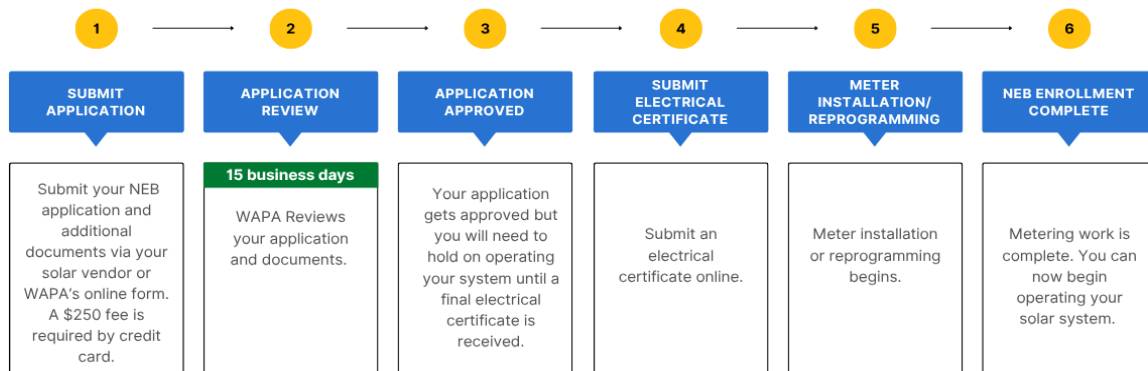 1
2
3
4
5
6
SUBMIT
APPLICATION
APPLICATION
REVIEW
APPLICATION
APPROVED
SUBMIT
ELECTRICAL
CERTIFICATE
METER
INSTALLATION/
REPROGRAMMING
NEB ENROLLMENT
COMPLETE
Submit your NEB
application and
additional
documents via your
solar vendor or
WAPA's online form.
A $250 fee is
required by credit
card.
15 business days
WAPA Reviews
your application
and documents.
Your application
gets approved but
you will need to
hold on operating
your system until a
final electrical
certificate is
received.
Submit an
electrical
certificate online.
Meter installation
or reprogramming
begins.
Metering work is
complete. You can
now begin
operating your
solar system.